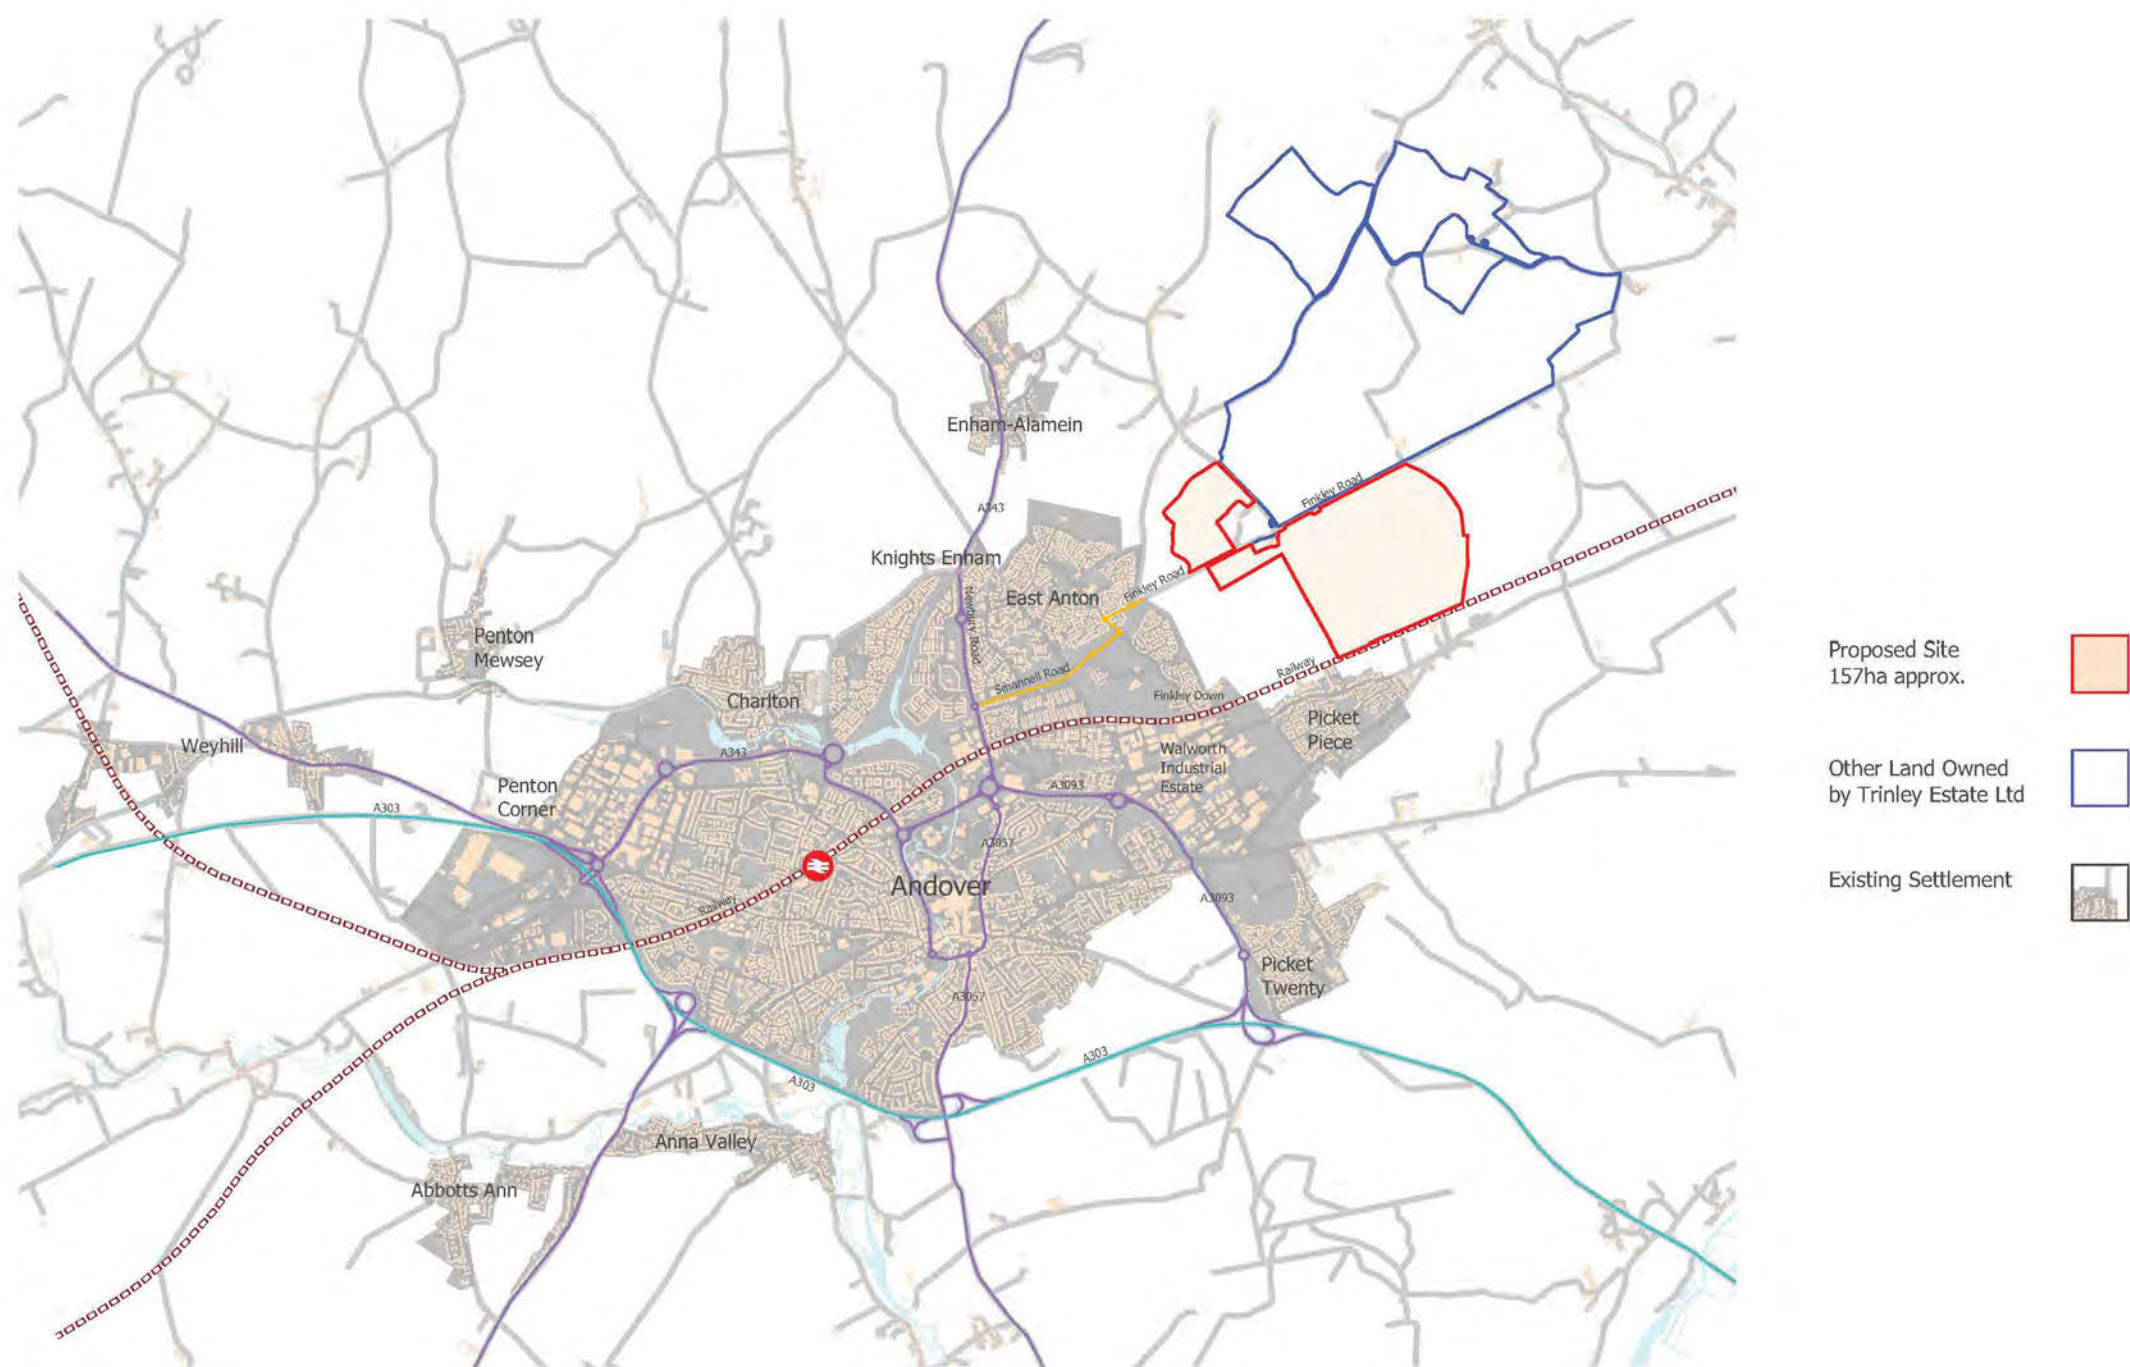 Enham-Alamein
Finkley Road
A343
Knights Enham
Finkley Road
East Anton
Newbury Road
Penton
Mewsey
Smannell Road
Railway
Finkley Down
Charlton
Picket
Piece
Weyhill
A343
Walworth
Industrial
Estate
Penton
Corner
A3093
A303
A3057
Andover
Railway
A3093
Picket
Twenty
A3057
A303
A303
Anna Valley
Abbotts Ann
Proposed Site
157ha approx.
Other Land Owned
by Trinley Estate Ltd
Existing Settlement